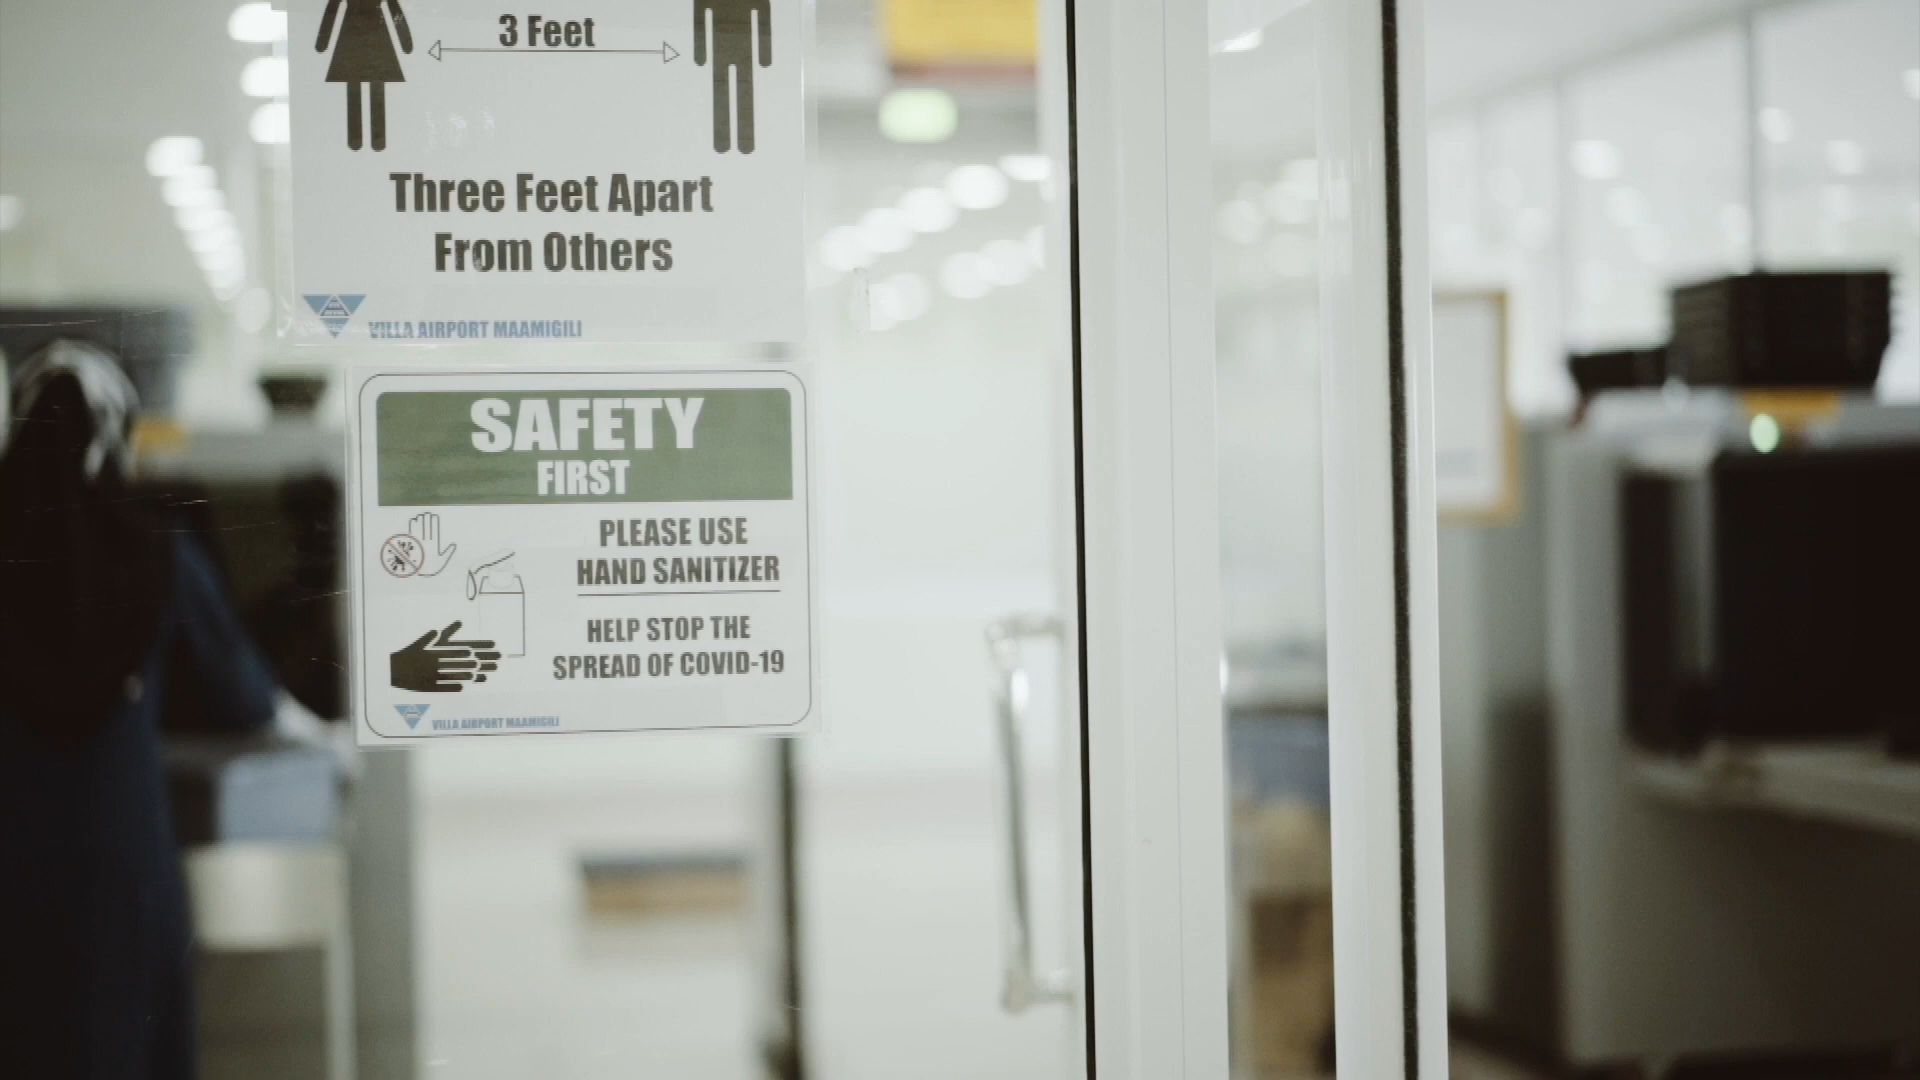 3 Feet
Three Feet Apart
From Others
VILLA AIRPORT MAAMIGILI
SAFETY
FIRST
PLEASE USE
HAND SANITIZER
HELP STOP THE
SPREAD OF COVID-19
VILLA AIRPORT MAAMIGILI